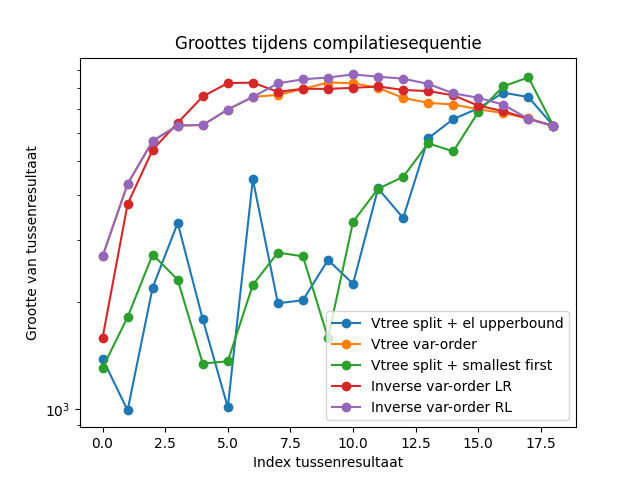 Groottes tijdens compilatiesequentie
Grootte van tussenresultaat
10³
Vtree split + el upperbound
Vtree var-order
Vtree split + smallest first
Inverse var-order LR
Inverse var-order RL
0.0 2.5 5.0 7.5 10.0 12.5 15.0 17.5
Index tussenresultaat